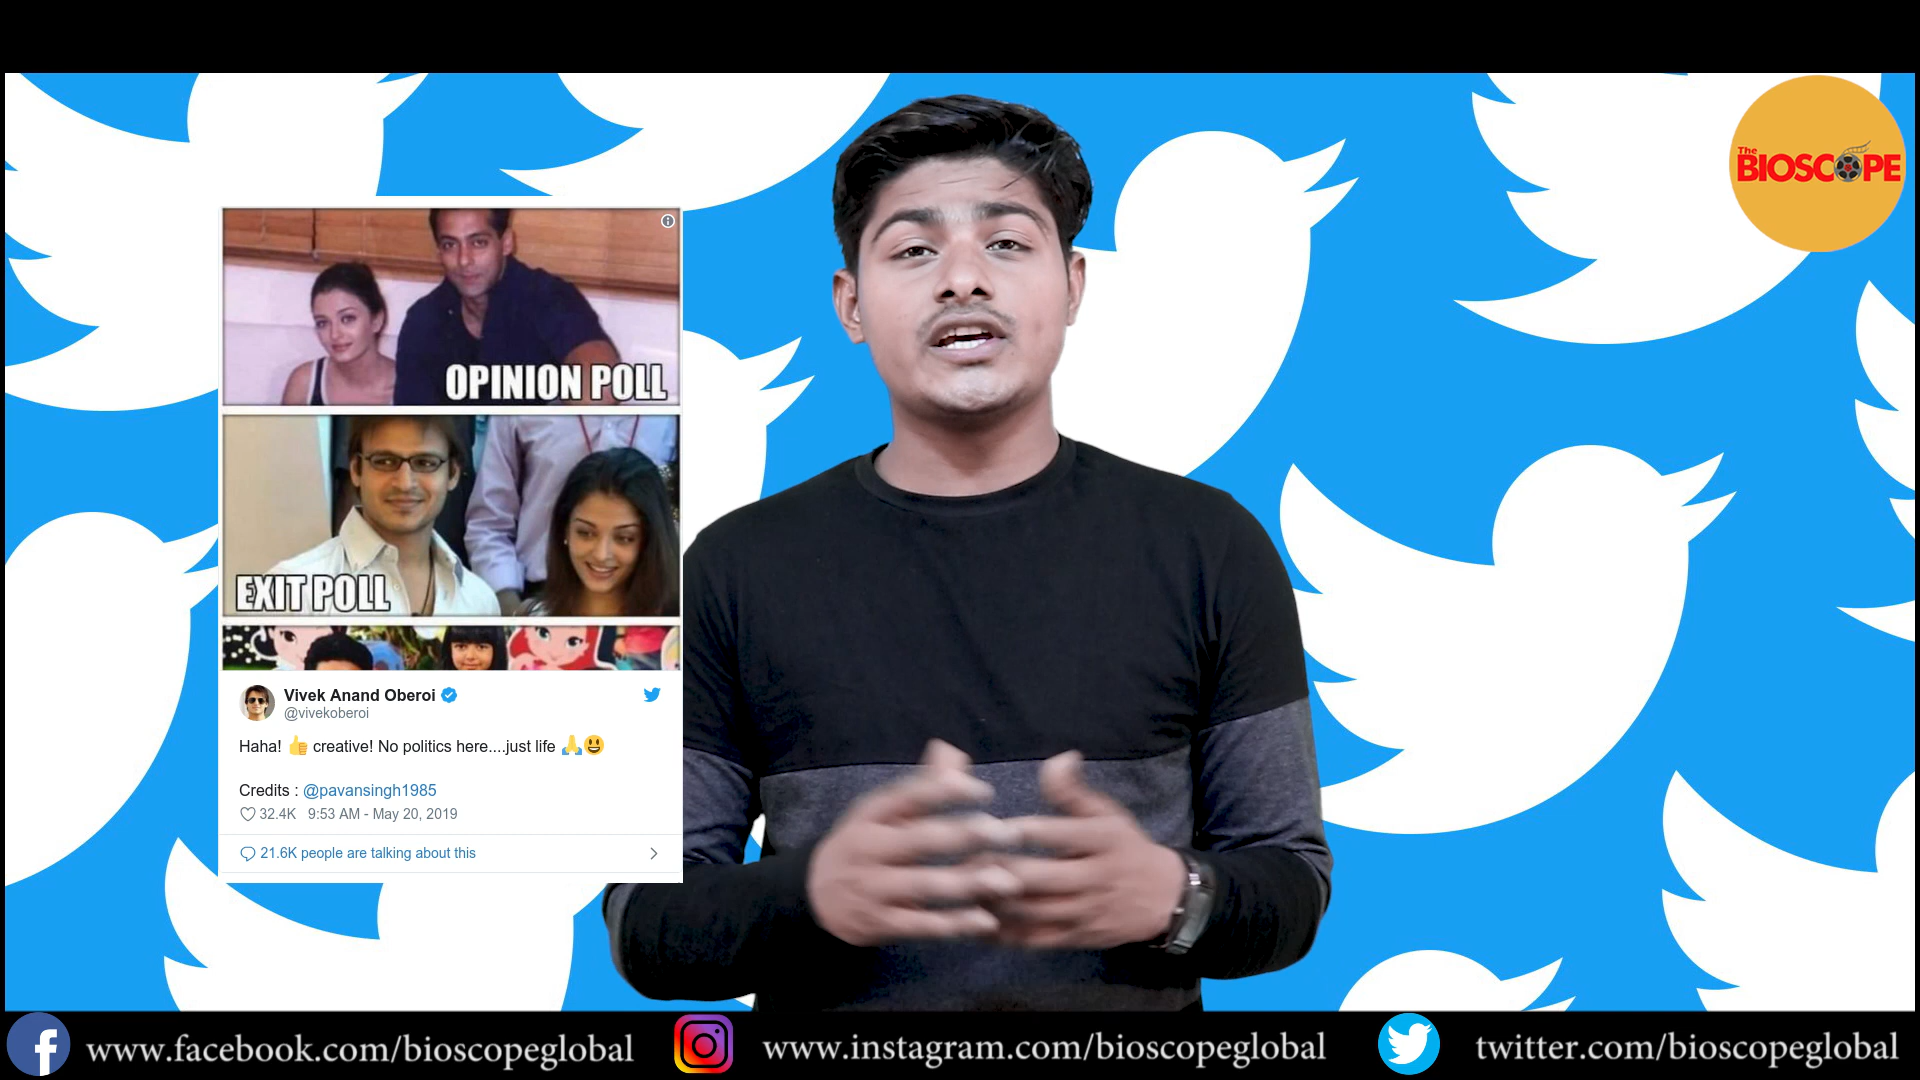 The
BIOSCOPE
OPINION POLL
EXIT POLL
Vivek Anand Oberoi
@vivekoberoi
Haha! 👍 creative! No politics here....just life 🙏😃
Credits : @pavansingh1985
32.4K 9:53 AM - May 20, 2019
21.6K people are talking about this
www.facebook.com/bioscopeglobal
www.instagram.com/bioscopeglobal
twitter.com/bioscopeglobal